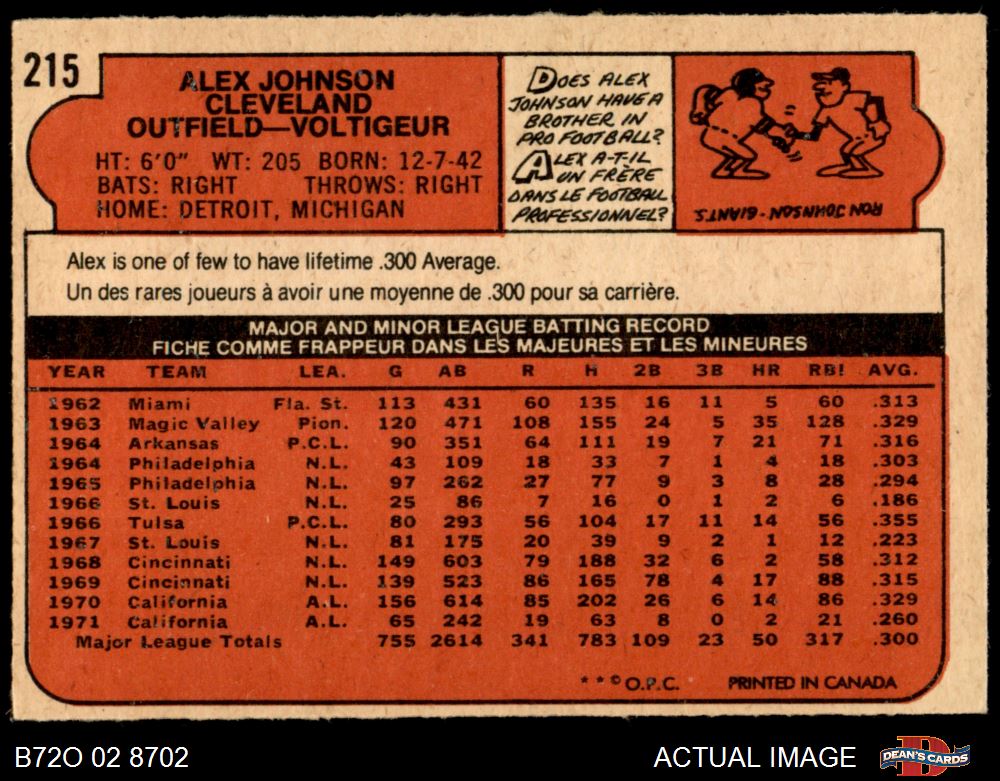 215
ALEX JOHNSON
CLEVELAND
OUTFIELD—VOLTIGEUR
HT: 6'0" WT: 205 BORN: 12-7-42
BATS: RIGHT THROWS: RIGHT
HOME: DETROIT, MICHIGAN
DOES ALEX
JOHNSON HAVE A
BROTHER IN
PRO FOOTBALL?
ALEX A-T-IL
UN FRÈRE
DANS LE FOOTBALL
PROFESSIONNEL?
RON JOHNSON - GIANTS.
Alex is one of few to have lifetime .300 Average.
Un des rares joueurs à avoir une moyenne de .300 pour sa carrière.
MAJOR AND MINOR LEAGUE BATTING RECORD
FICHE COMME FRAPPEUR DANS LES MAJEURES ET LES MINEURES
YEAR TEAM LEA. G AB R H 2B 3B HR RBI AVG.
1962 Miami Fla. St. 113 431 60 135 16 11 5 60 .313
1963 Magic Valley Pion. 120 471 108 155 24 5 35 128 .329
1964 Arkansas P.C.L. 90 351 64 111 19 7 21 71 .316
1964 Philadelphia N.L. 43 109 18 33 7 1 4 18 .303
1965 Philadelphia N.L. 97 262 27 77 9 3 8 28 .294
1966 St. Louis N.L. 25 86 7 16 0 1 2 6 .186
1966 Tulsa P.C.L. 80 293 56 104 17 11 14 56 .355
1967 St. Louis N.L. 81 175 20 39 9 2 1 12 .223
1968 Cincinnati N.L. 149 603 79 188 32 6 2 58 .312
1969 Cincinnati N.L. 139 523 86 165 78 4 17 88 .315
1970 California A.L. 156 614 85 202 26 6 14 86 .329
1971 California A.L. 65 242 19 63 8 0 2 21 .260
Major League Totals 755 2614 341 783 109 23 50 317 .300
**© O.P.C. PRINTED IN CANADA
B72O 02 8702 ACTUAL IMAGE DEAN'S CARDS